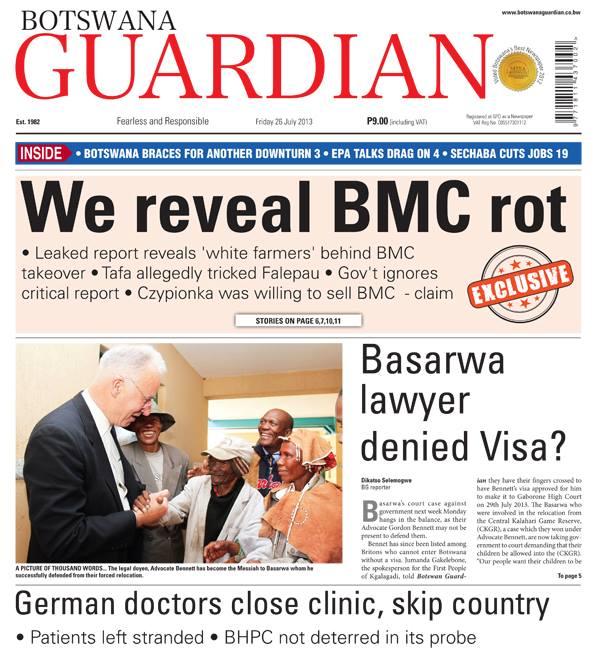 www.botswanaguardian.co.bw
BOTSWANA
GUARDIAN
Voted Botswana's Best Newspaper 2012
Est. 1982
Fearless and Responsible
Friday 26 July 2013
P9.00 (including VAT)
Registered at GPO as a Newspaper
INSIDE • BOTSWANA BRACES FOR ANOTHER DOWNTURN 3 • EPA TALKS DRAG ON 4 • SECHABA CUTS JOBS 19
We reveal BMC rot
• Leaked report reveals 'white farmers' behind BMC
takeover • Tafa allegedly tricked Falepau • Gov't ignores
critical report • Czypionka was willing to sell BMC - claim
EXCLUSIVE
STORIES ON PAGE 6,7,10,11
Basarwa
lawyer
denied Visa?
Dikatso Selemogwe
BG reporter
Basarwa's court case against
government next week Monday
hangs in the balance, as their
Advocate Gordon Bennett may not be
present to defend them.
Bennet has since been listed among
Britons who cannot enter Botswana
without a visa. Jumanda Gakelebone,
the spokesperson for the First People
of Kgalagadi, told Botswan Guard-
ian they have their fingers crossed to
have Bennett's visa approved for him
to make it to Gaborone High Court
on 29th July 2013. The Basarwa who
were involved in the relocation from
the Central Kalahari Game Reserve,
(CKGR), a case which they won under
Advocate Bennett, are now taking gov-
ernment to court demanding that their
children be allowed into the (CKGR).
"Our people want their children to be
To page 5
A PICTURE OF THOUSAND WORDS... The legal doyen, Advocate Bennett has become the Messiah to Basarwa whom he
successfully defended from their forced relocation.
German doctors close clinic, skip country
• Patients left stranded • BHPC not deterred in its probe